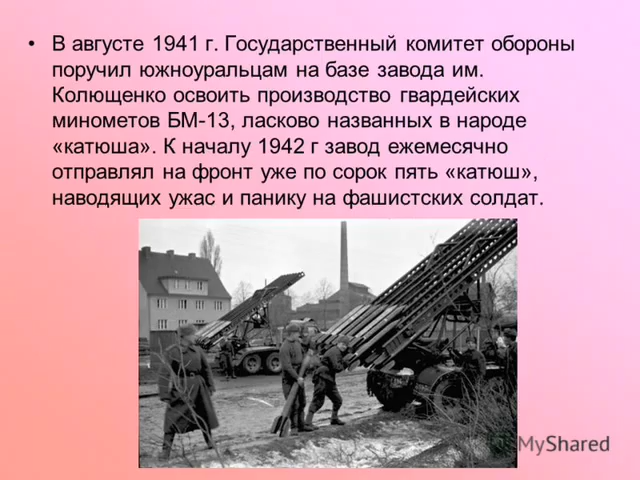 • В августе 1941 г. Государственный комитет обороны
поручил южноуральцам на базе завода им.
Колющенко освоить производство гвардейских
минометов БМ-13, ласково названных в народе
«катюша». К началу 1942 г завод ежемесячно
отправлял на фронт уже по сорок пять «катюш»,
наводящих ужас и панику на фашистских солдат.
MyShared